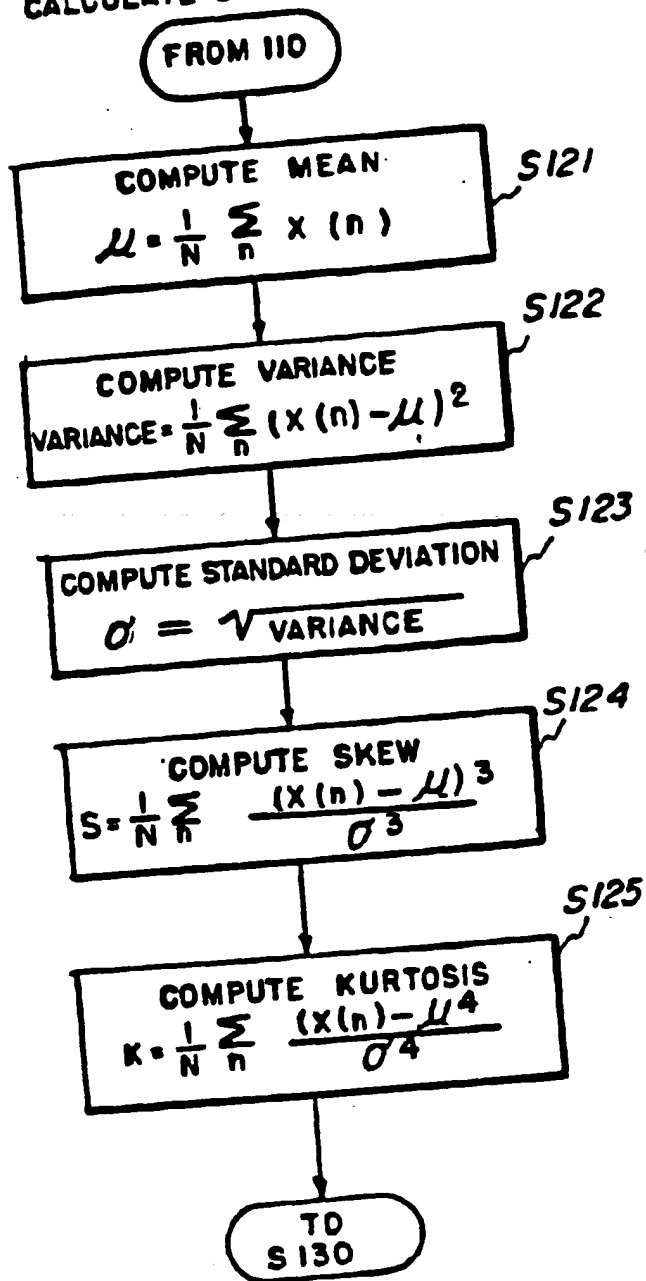 CALCULATE
FROM 110
COMPUTE MEAN
μ = 1/N Σ n X (n)
S121
COMPUTE VARIANCE
VARIANCE = 1/N Σ n (X (n) - μ)²
S122
COMPUTE STANDARD DEVIATION
σ = √VARIANCE
S123
COMPUTE SKEW
S = 1/N Σ n (X (n) - μ)³ / σ³
S124
COMPUTE KURTOSIS
K = 1/N Σ n (X(n) - μ⁴ / σ⁴
S125
TO
S130